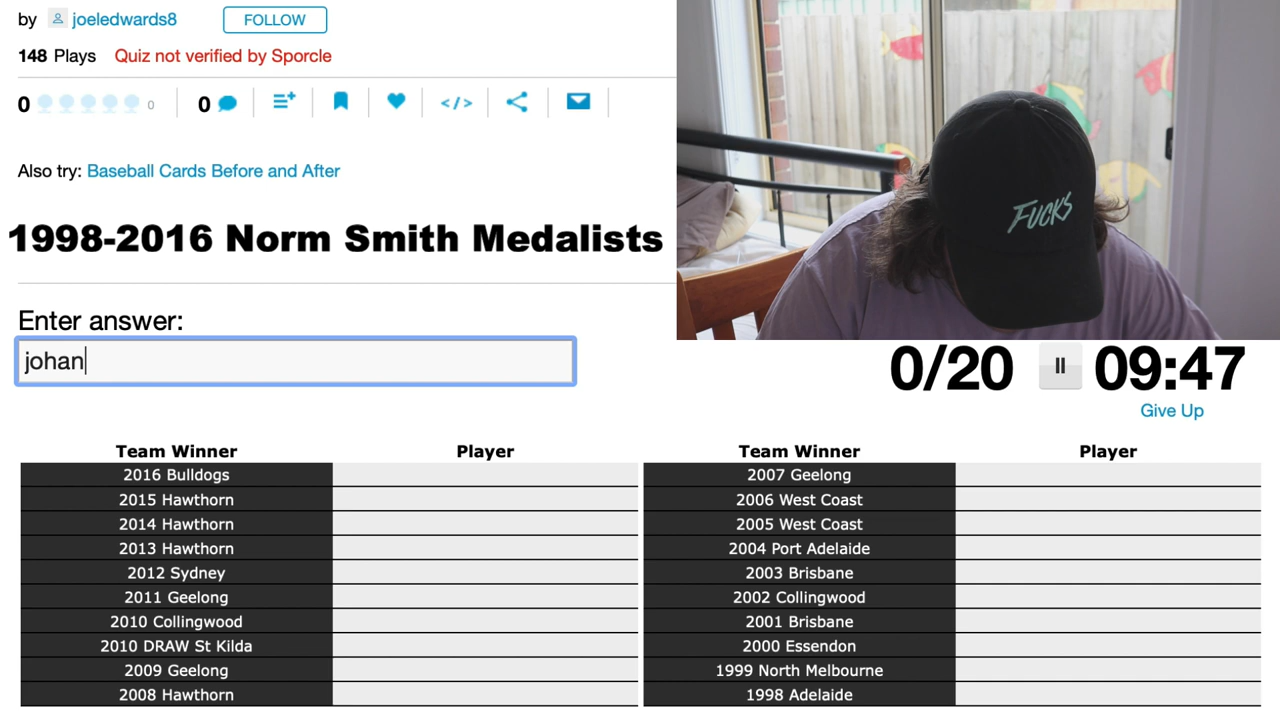 by joeledwards8 FOLLOW
148 Plays Quiz not verified by Sporcle
0 0 0 </>
Also try: Baseball Cards Before and After
FUCKS
1998-2016 Norm Smith Medalists
Enter answer:
johan
0/20 09:47
Give Up
Team Winner Player Team Winner Player
2016 Bulldogs 2007 Geelong
2015 Hawthorn 2006 West Coast
2014 Hawthorn 2005 West Coast
2013 Hawthorn 2004 Port Adelaide
2012 Sydney 2003 Brisbane
2011 Geelong 2002 Collingwood
2010 Collingwood 2001 Brisbane
2010 DRAW St Kilda 2000 Essendon
2009 Geelong 1999 North Melbourne
2008 Hawthorn 1998 Adelaide